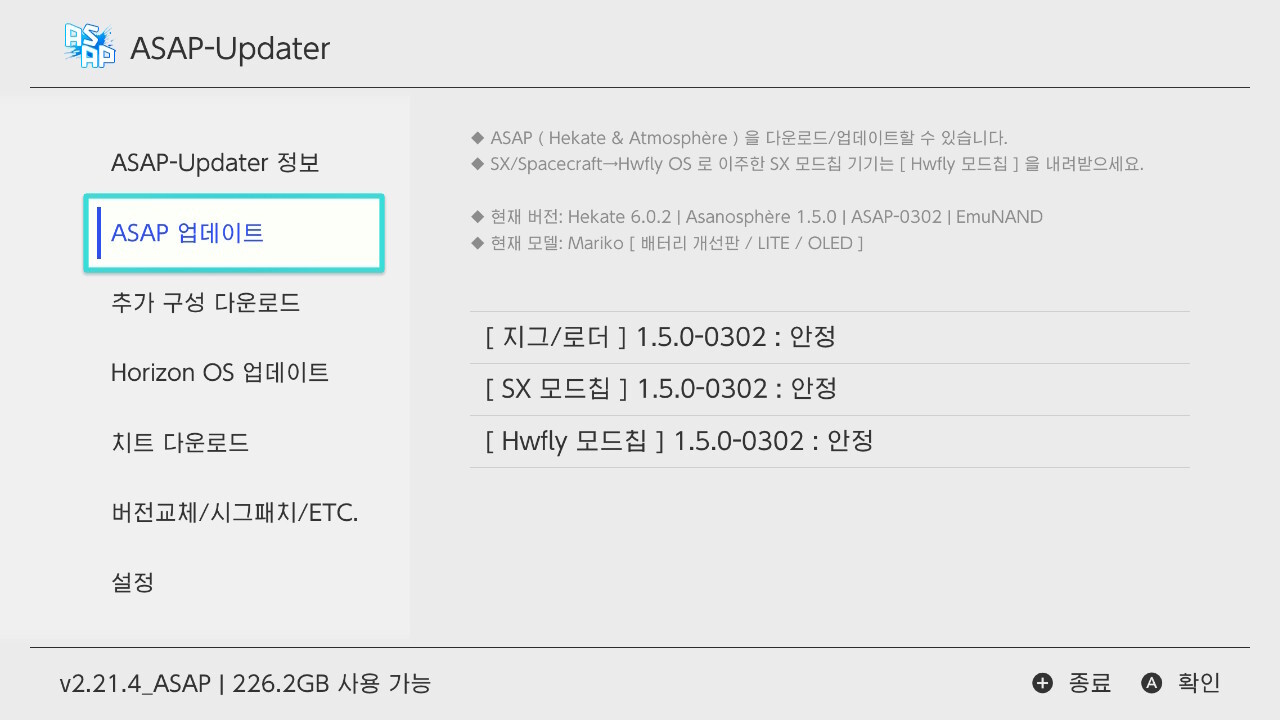 ASAP
ASAP-Updater
ASAP-Updater 정보
ASAP 업데이트
추가 구성 다운로드
Horizon OS 업데이트
치트 다운로드
버전교체/시그패치/ETC.
설정
◆ ASAP ( Hekate & Atmosphère ) 을 다운로드/업데이트할 수 있습니다.
◆ SX/Spacecraft→Hwfly OS 로 이주한 SX 모드칩 기기는 [ Hwfly 모드칩 ] 을 내려받으세요.
◆ 현재 버전: Hekate 6.0.2 | Asanosphère 1.5.0 | ASAP-0302 | EmuNAND
◆ 현재 모델: Mariko [ 배터리 개선판 / LITE / OLED ]
[ 지그/로더 ] 1.5.0-0302 : 안정
[ SX 모드칩 ] 1.5.0-0302 : 안정
[ Hwfly 모드칩 ] 1.5.0-0302 : 안정
v2.21.4_ASAP | 226.2GB 사용 가능
+ 종료 A 확인